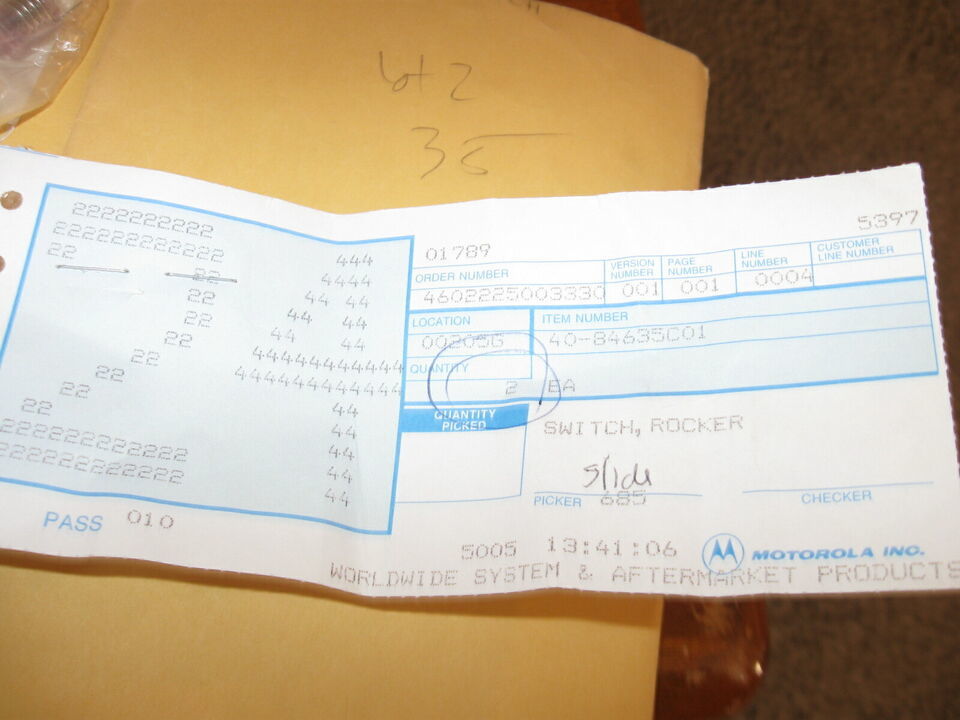 lot 2
35
5397
01789
ORDER NUMBER VERSION NUMBER PAGE NUMBER LINE NUMBER CUSTOMER LINE NUMBER
4602225003330 001 001 0004
LOCATION ITEM NUMBER
00205G 40-84635C01
QUANTITY
2 EA
QUANTITY PICKED
SWITCH, ROCKER
slide
PICKER 685 CHECKER
2222222222
222222222222 444
22 22 4444
22 44 44
22 44 44
22 44 44
22 444444444444
22 444444444444
22 44
22 44
222222222222 44
222222222222 44
44
PASS 010
5005 13:41:06 MOTOROLA INC.
WORLDWIDE SYSTEM & AFTERMARKET PRODUCTS